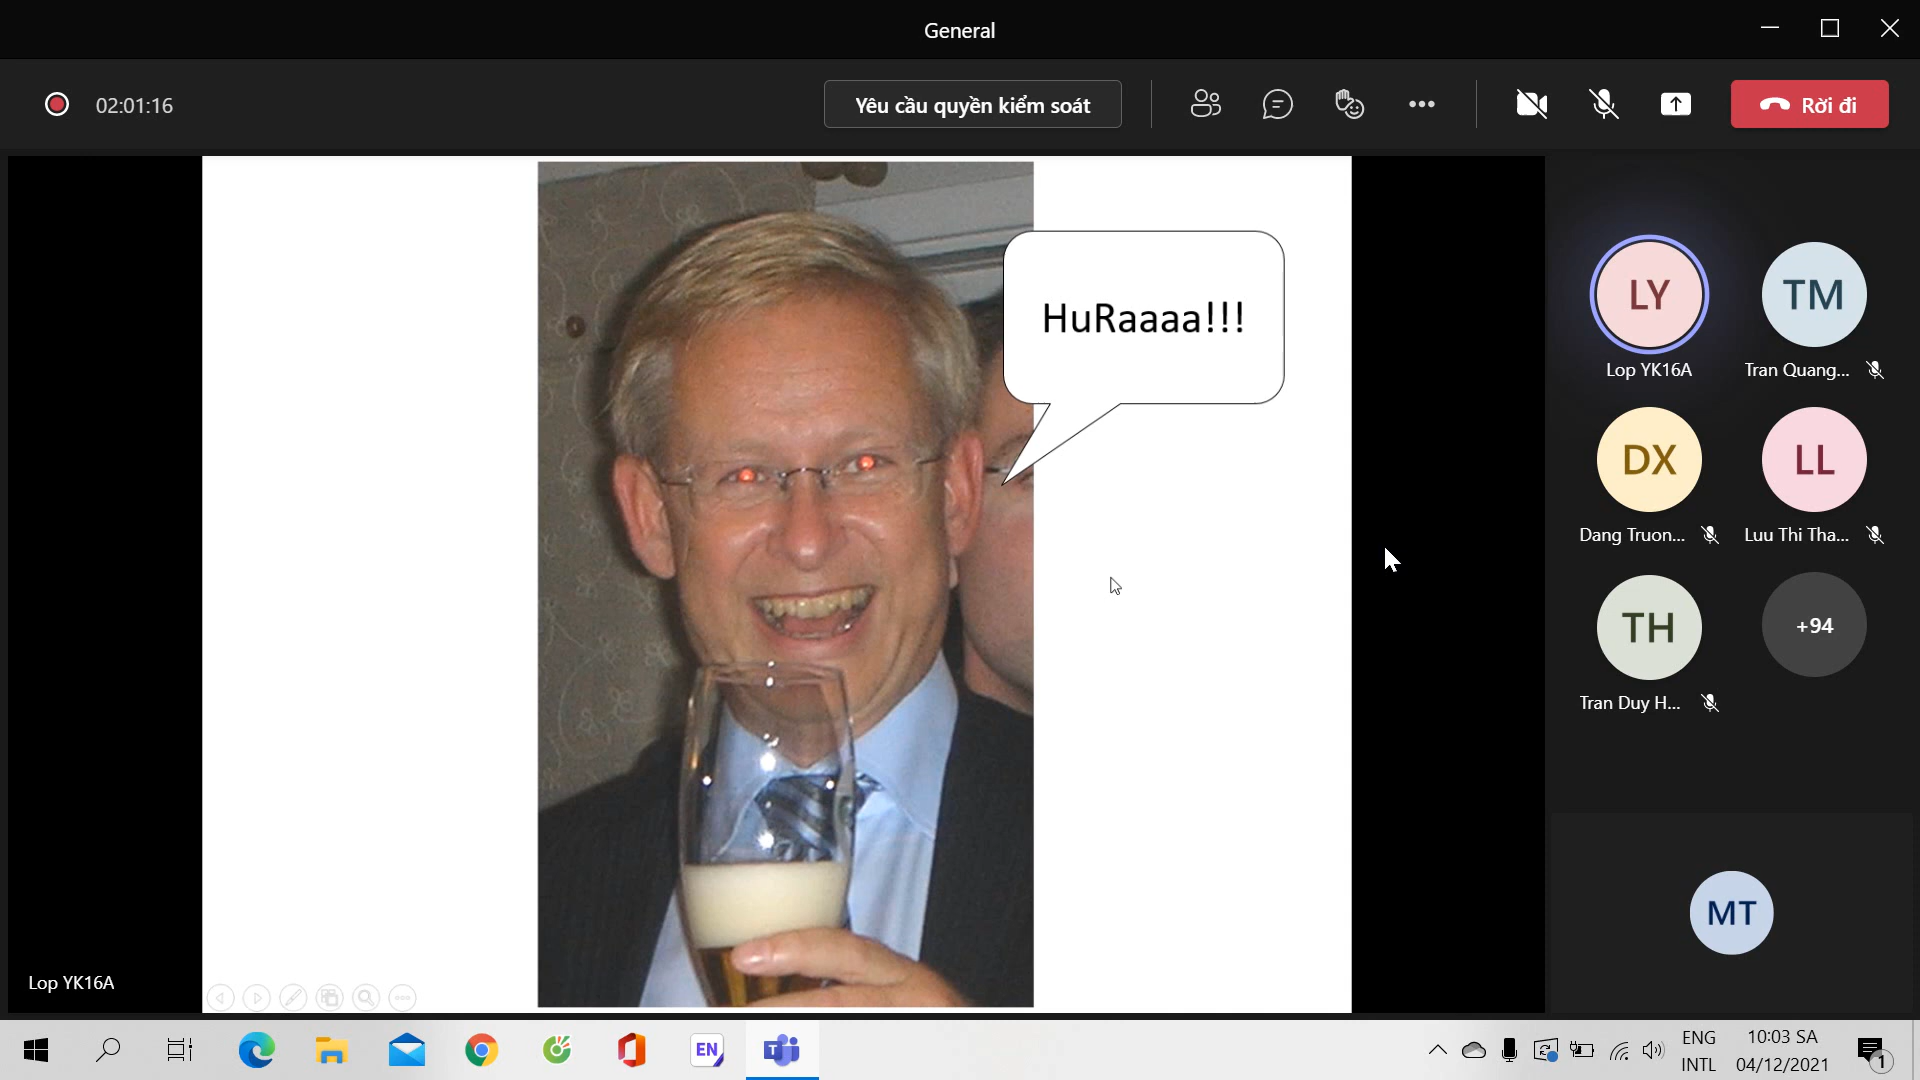 General
02:01:16
Yêu cầu quyền kiểm soát
Rời đi
HuRaaaa!!!
LY
TM
Lop YK16A
Tran Quang...
DX
LL
Dang Truon...
Luu Thi Tha...
TH
+94
Tran Duy H...
MT
Lop YK16A
EN
T
ENG
INTL
10:03 SA
04/12/2021
1